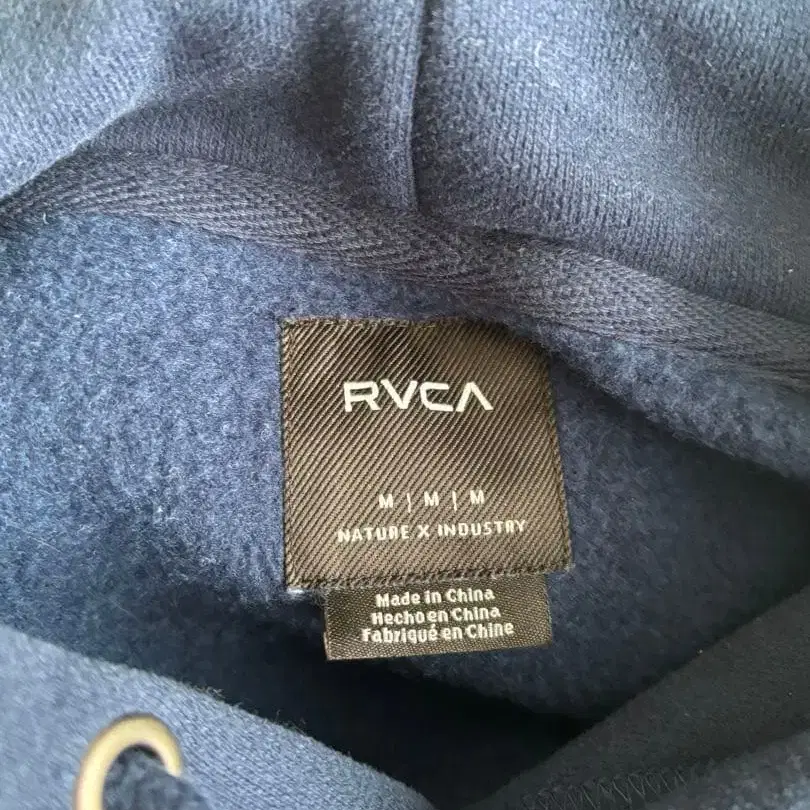 RVCA
M | M | M
NATURE X INDUSTRY
Made in China
Hecho en China
Fabriqué en Chine